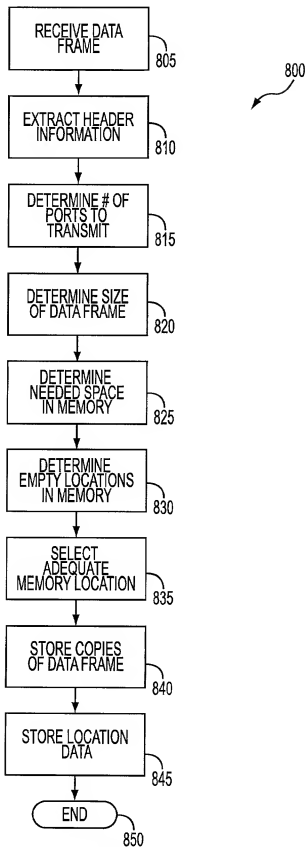 RECEIVE DATA
FRAME
805
800
EXTRACT HEADER
INFORMATION
810
DETERMINE # OF
PORTS TO
TRANSMIT
815
DETERMINE SIZE
OF DATA FRAME
820
DETERMINE
NEEDED SPACE
IN MEMORY
825
DETERMINE
EMPTY LOCATIONS
IN MEMORY
830
SELECT
ADEQUATE
MEMORY LOCATION
835
STORE COPIES
OF DATA FRAME
840
STORE LOCATION
DATA
845
END
850